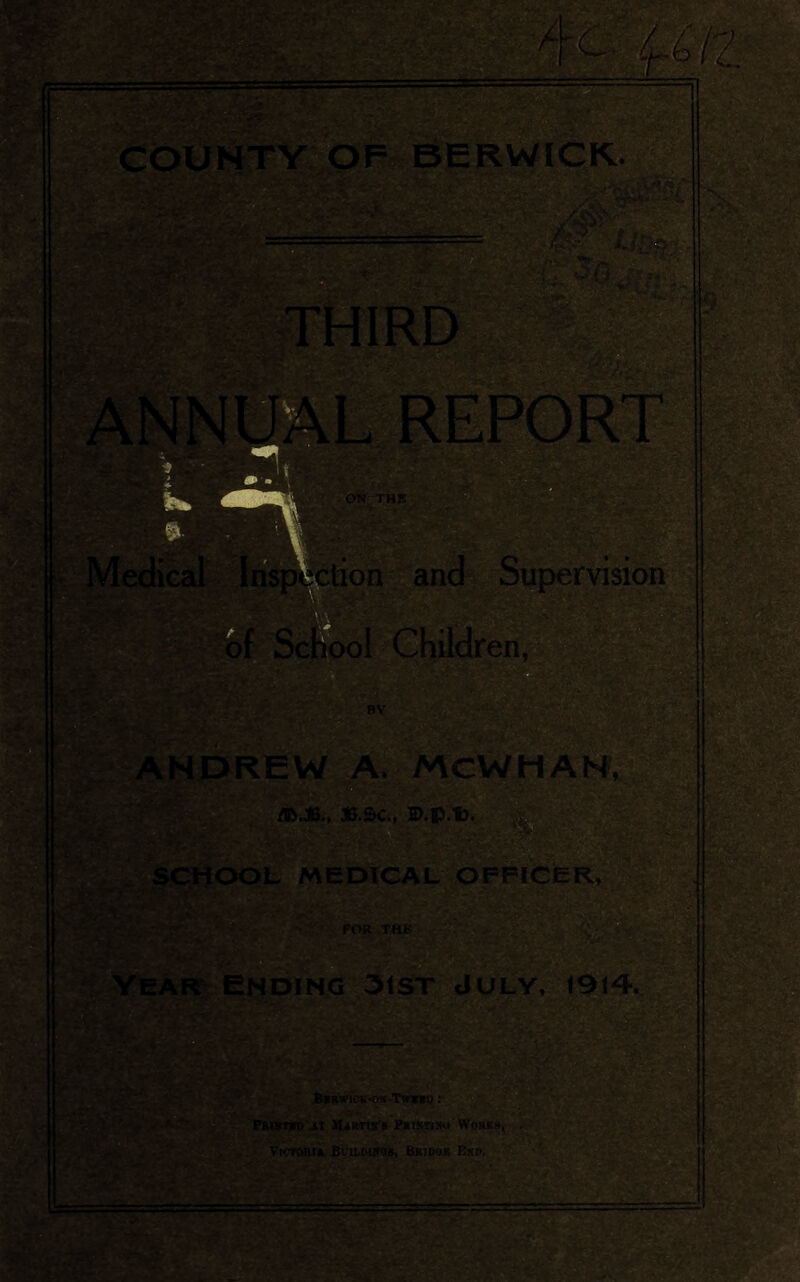 AC 4612
COUNTY OF BERWICK.
THIRD
ANNUAL REPORT
ON THE
Medical Inspection and Supervision
of School Children,
BY
ANDREW A. McWHAN,
M.B., B.Sc., D.P.H.
SCHOOL MEDICAL OFFICER,
FOR THE
YEAR ENDING 31ST JULY, 1914.
BERWICK-ON-TWEED:
PRINTED AT MARTIN'S PRINTING WORKS,
VICTORIA BUILDINGS, BRIDGE END.